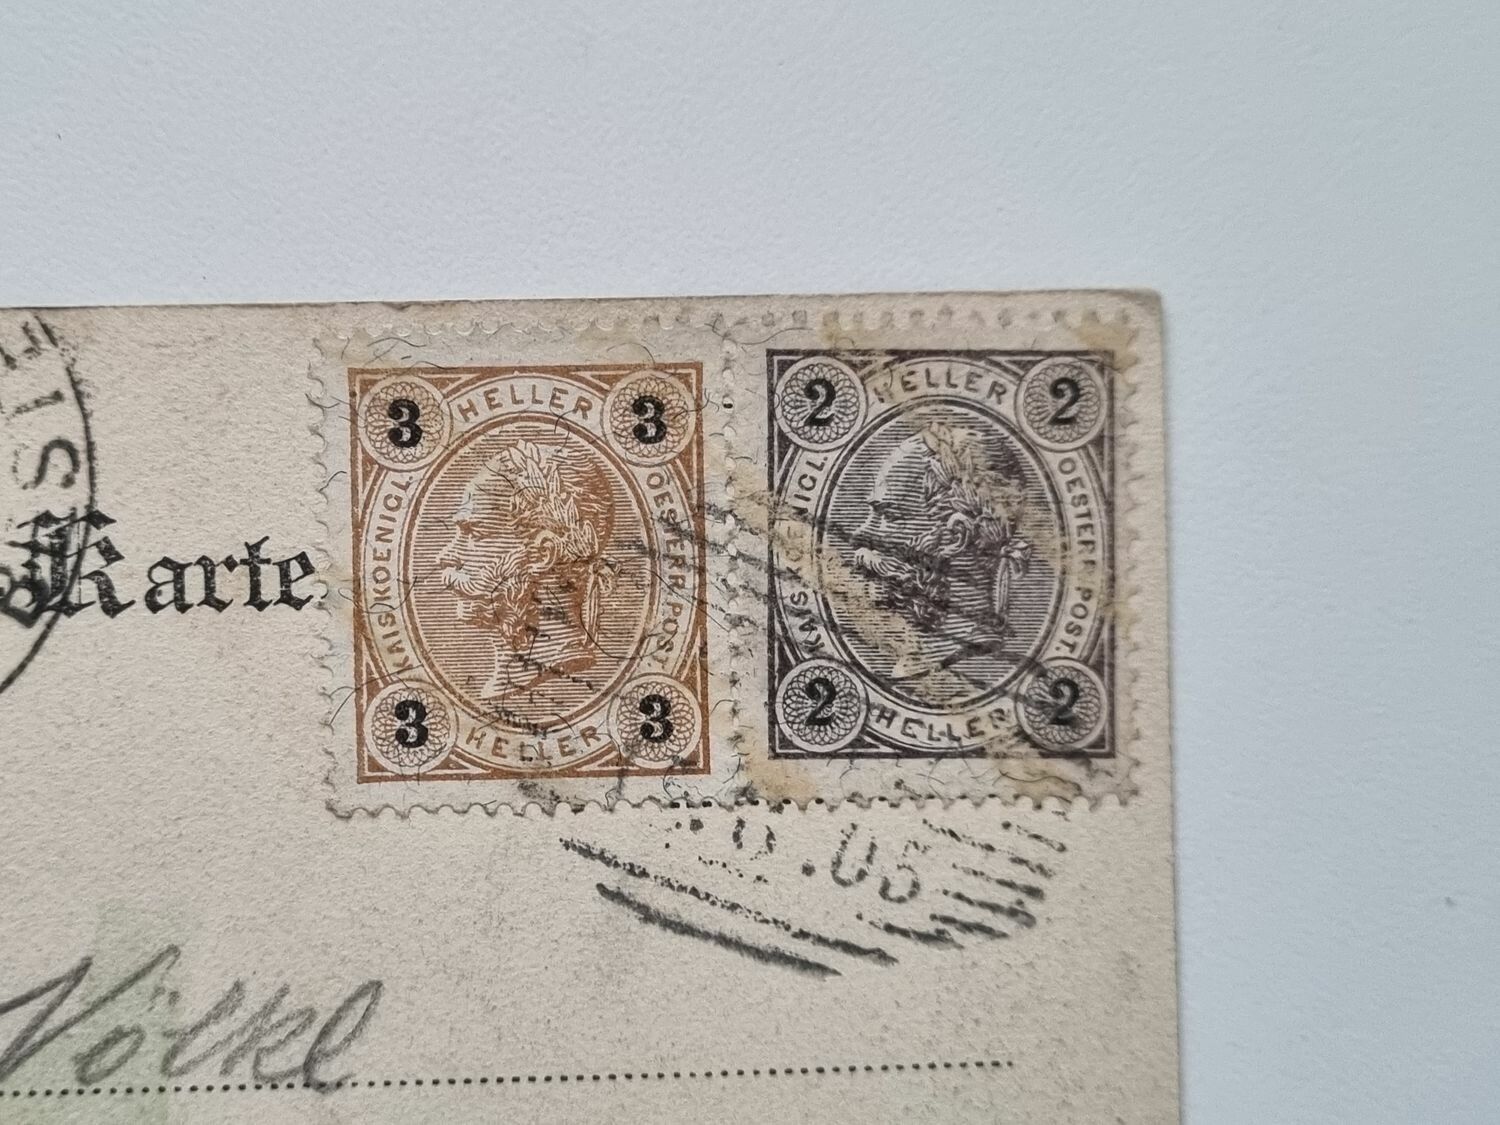 3 HELLER 3
KAIS. KOENIGL. OESTERR. POST.
3 HELLER 3
2 HELLER 2
KAIS. KOENIGL. OESTERR. POST.
2 HELLER 2
Karte
.05
Völkl